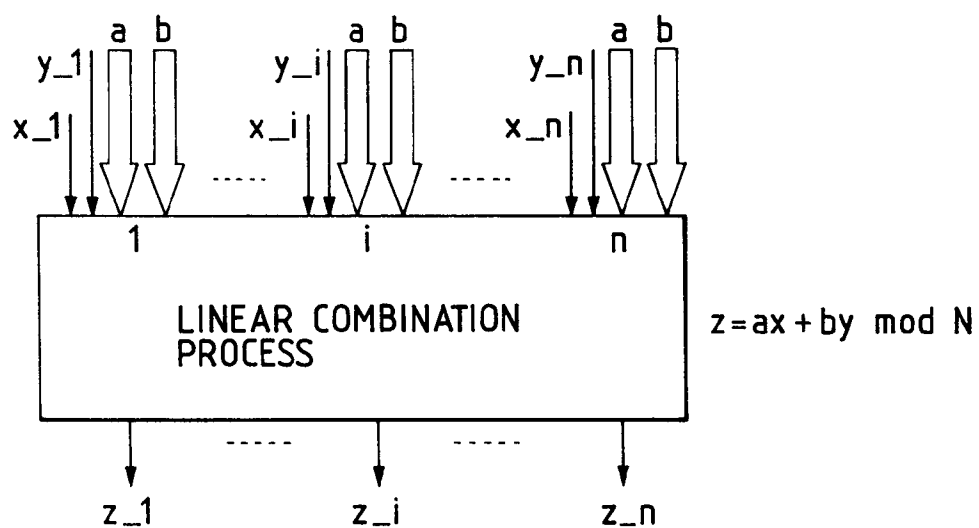 a b a b a b
y_1 y_i y_n
x_1 x_i x_n
1 i n
LINEAR COMBINATION
PROCESS
z=ax+by mod N
z_1 z_i z_n